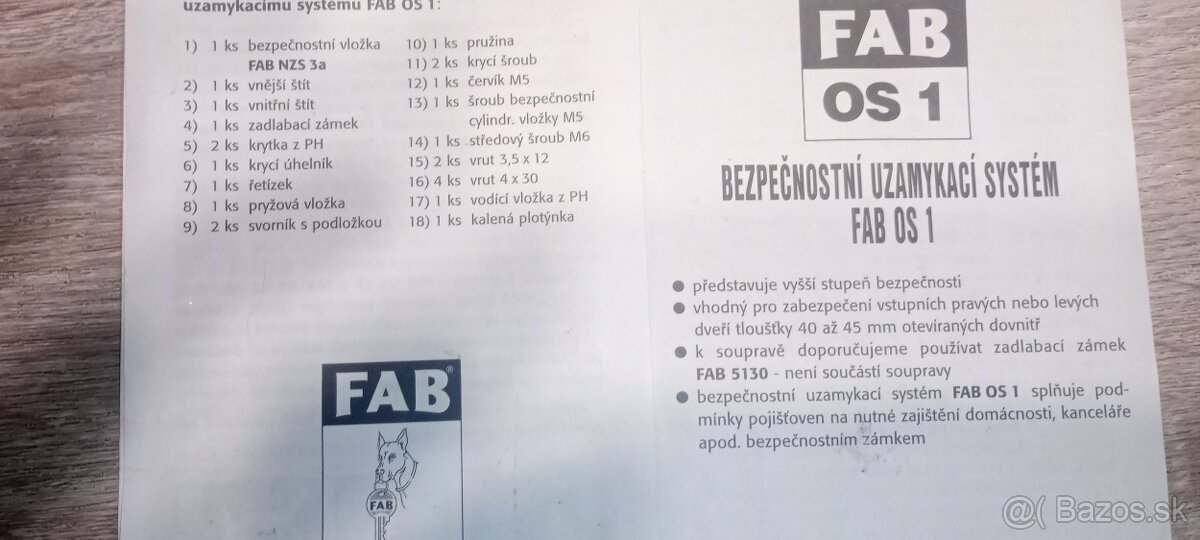 uzamykacímu systému FAB OS 1:
1) 1 ks bezpečnostní vložka
FAB NZS 3a
2) 1 ks vnější štít
3) 1 ks vnitřní štít
4) 1 ks zadlabací zámek
5) 2 ks krytka z PH
6) 1 ks krycí úhelník
7) 1 ks řetízek
8) 1 ks pryžová vložka
9) 2 ks svorník s podložkou
10) 1 ks pružina
11) 2 ks krycí šroub
12) 1 ks červík M5
13) 1 ks šroub bezpečnostní
cylindr. vložky M5
14) 1 ks středový šroub M6
15) 2 ks vrut 3,5 x 12
16) 4 ks vrut 4 x 30
17) 1 ks vodící vložka z PH
18) 1 ks kalená plotýnka
FAB®
FAB
FAB
OS 1
BEZPEČNOSTNÍ UZAMYKACÍ SYSTÉM
FAB OS 1
● představuje vyšší stupeň bezpečnosti
● vhodný pro zabezpečení vstupních pravých nebo levých
dveří tloušťky 40 až 45 mm otevíraných dovnitř
● k soupravě doporučujeme používat zadlabací zámek
FAB 5130 - není součástí soupravy
● bezpečnostní uzamykací systém FAB OS 1 splňuje pod-
mínky pojišťoven na nutné zajištění domácnosti, kanceláře
apod. bezpečnostním zámkem
@( Bazos.sk